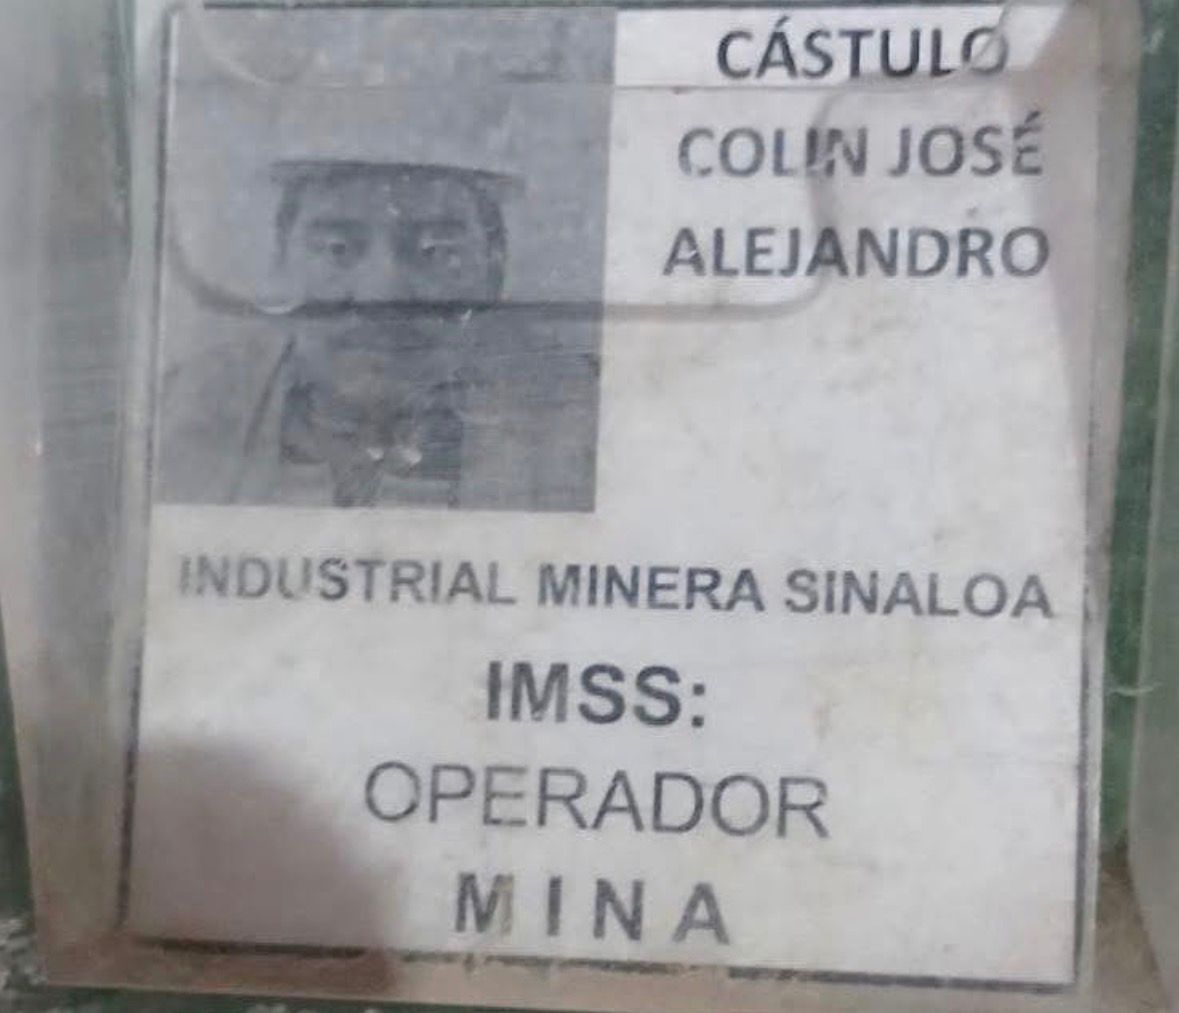 CÁSTULO
COLIN JOSÉ
ALEJANDRO
INDUSTRIAL MINERA SINALOA
IMSS:
OPERADOR
MINA